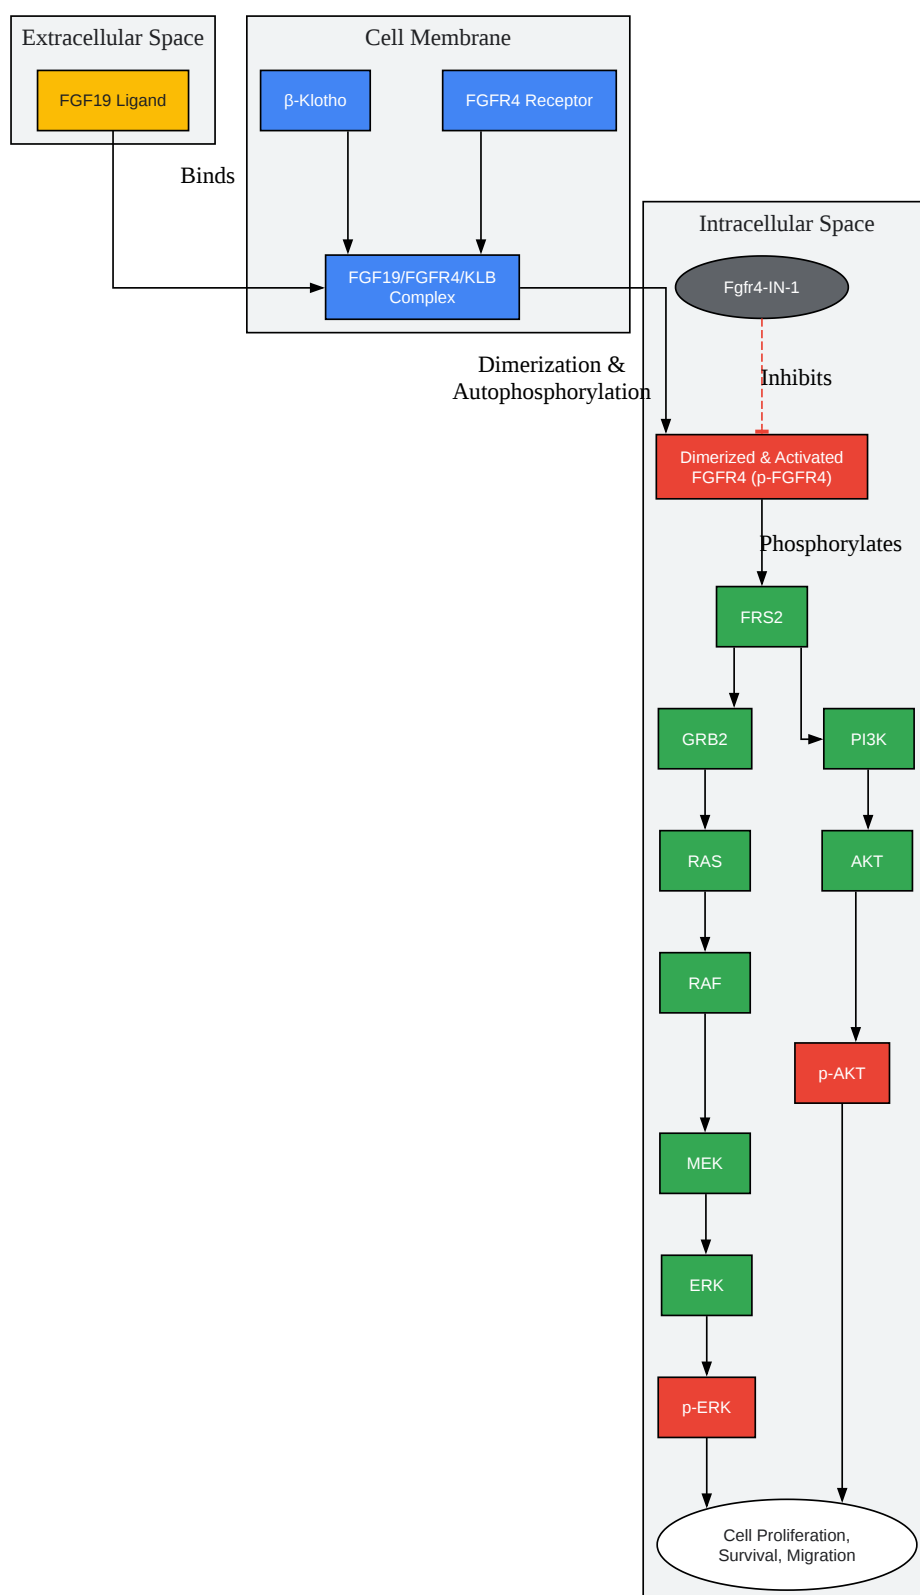 Extracellular Space
Cell Membrane
FGF19 Ligand
β-Klotho
FGFR4 Receptor
Binds
Intracellular Space
FGF19/FGFR4/KLB
Complex
Fgfr4-IN-1
Dimerization &
Autophosphorylation
Inhibits
Dimerized & Activated
FGFR4 (p-FGFR4)
Phosphorylates
FRS2
GRB2
PI3K
RAS
AKT
RAF
p-AKT
MEK
ERK
p-ERK
Cell Proliferation,
Survival, Migration